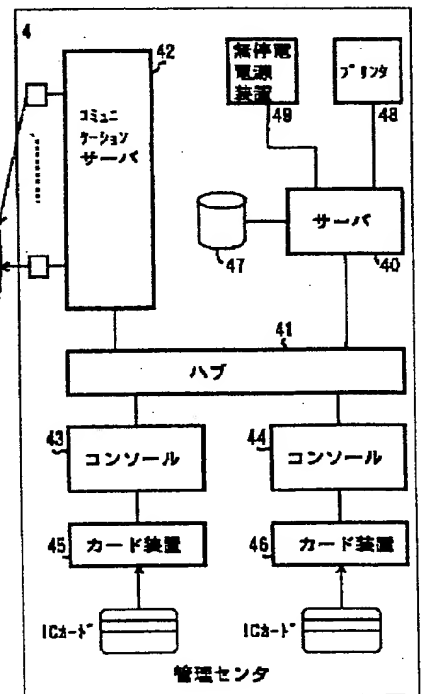 4
42
コミュニ
ケーション
サーバ
無停電
電源
装置
49
プリンタ
48
サーバ
40
47
41
ハブ
43
コンソール
44
コンソール
45
カード装置
46
カード装置
ICカード
ICカード
管理センタ